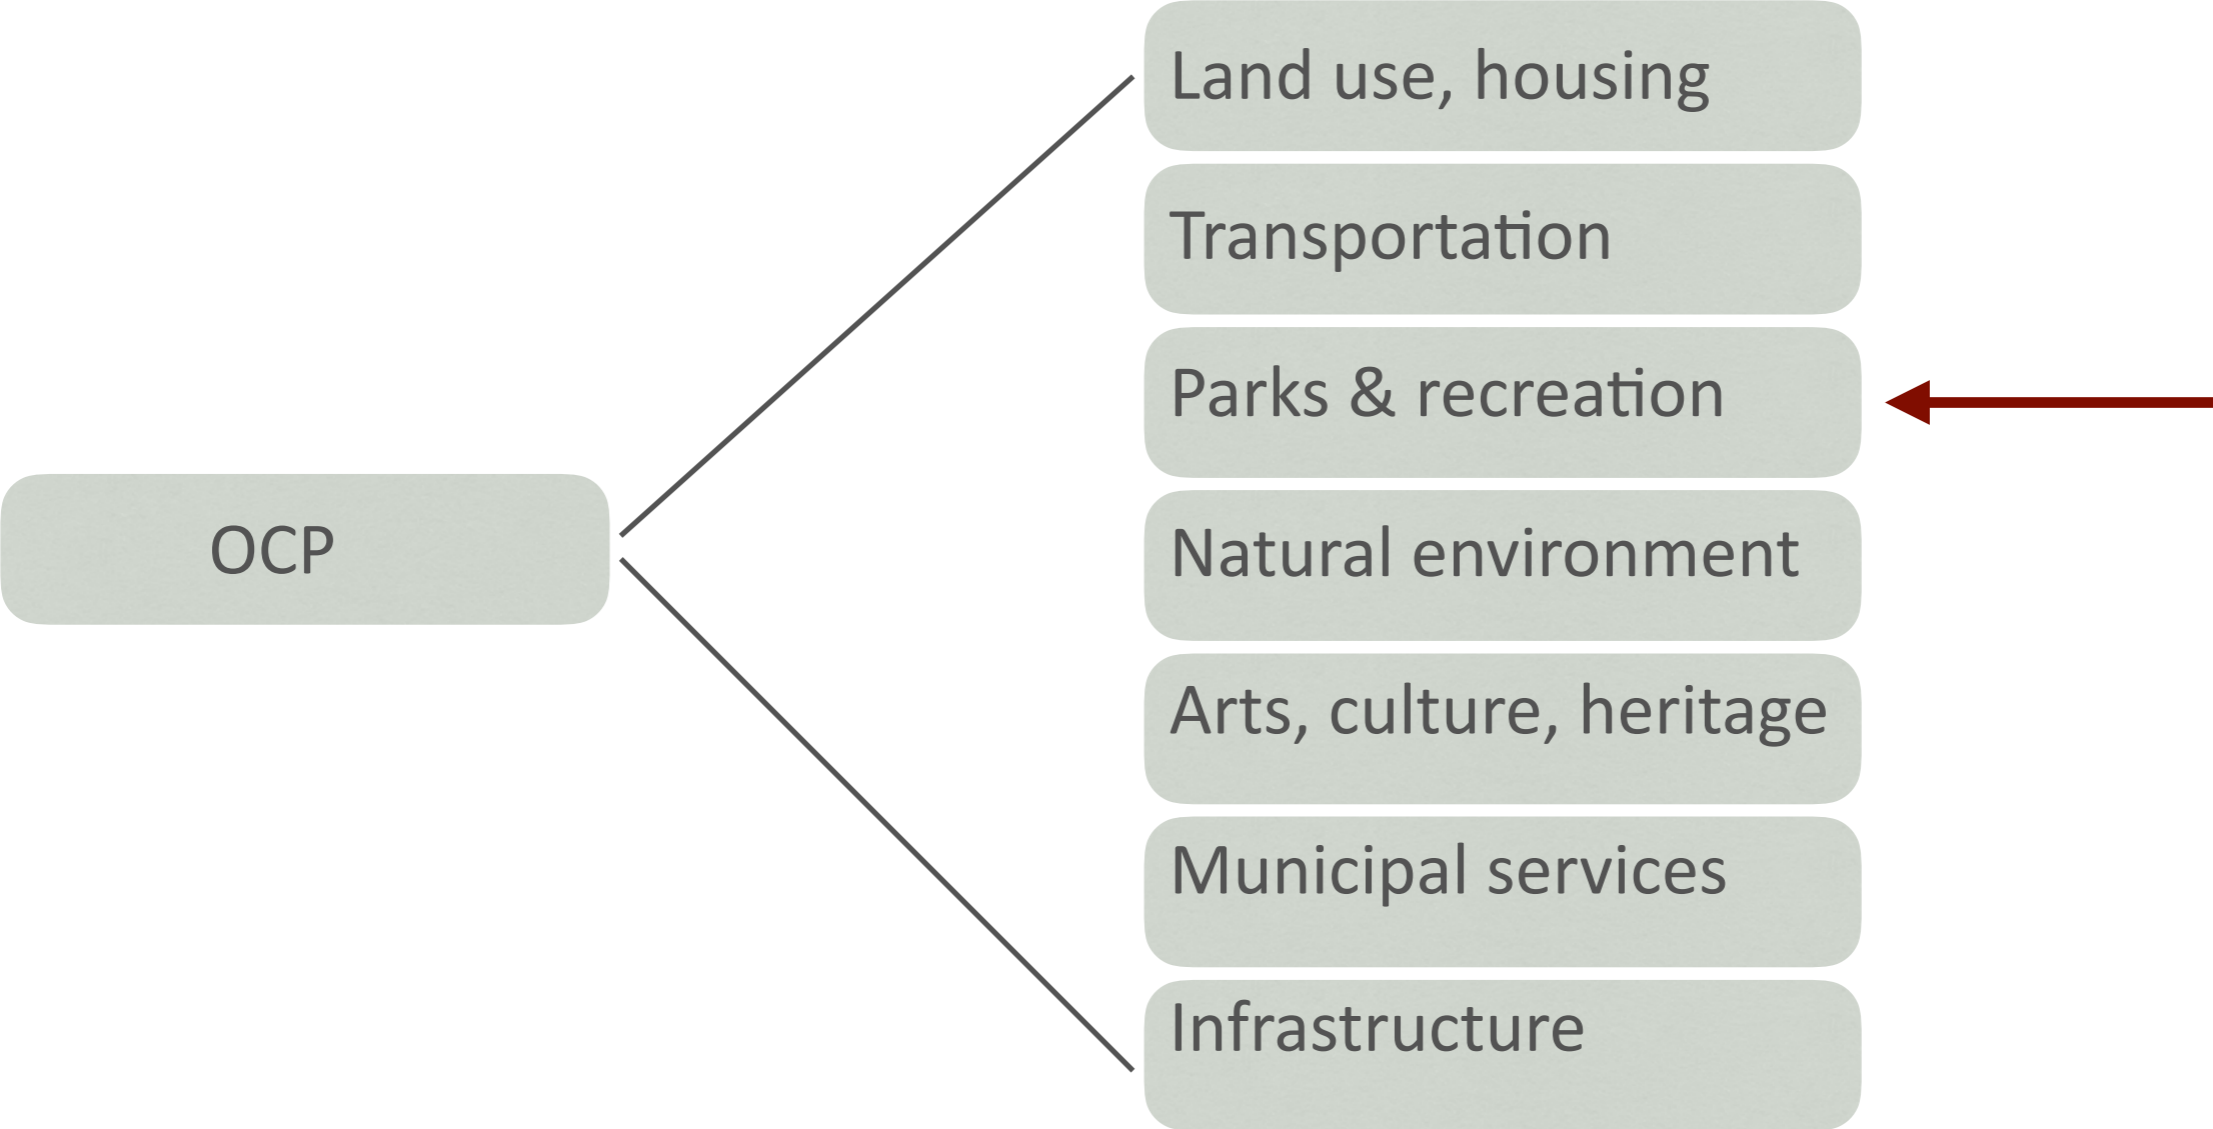 Land use, housing
Transportation
Parks & recreation
OCP
Natural environment
Arts, culture, heritage
Municipal services
Infrastructure